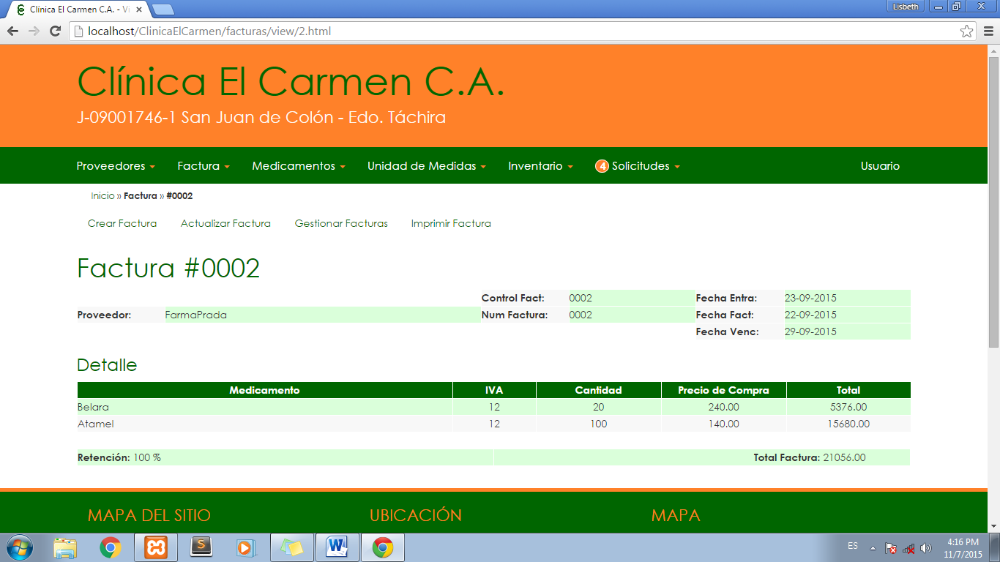 Clínica El Carmen C.A. - Vi
Lisbeth
localhost/ClinicaElCarmen/facturas/view/2.html
Clínica El Carmen C.A.
J-09001746-1 San Juan de Colón - Edo. Táchira
Proveedores Factura Medicamentos Unidad de Medidas Inventario 4 Solicitudes Usuario
Inicio » Factura » #0002
Crear Factura Actualizar Factura Gestionar Facturas Imprimir Factura
Factura #0002
Control Fact: 0002 Fecha Entra: 23-09-2015
Proveedor: FarmaPrada Num Factura: 0002 Fecha Fact: 22-09-2015
Fecha Venc: 29-09-2015
Detalle
Medicamento IVA Cantidad Precio de Compra Total
Belara 12 20 240.00 5376.00
Atamel 12 100 140.00 15680.00
Retención: 100 % Total Factura: 21056.00
MAPA DEL SITIO UBICACIÓN MAPA
ES 4:16 PM
11/7/2015